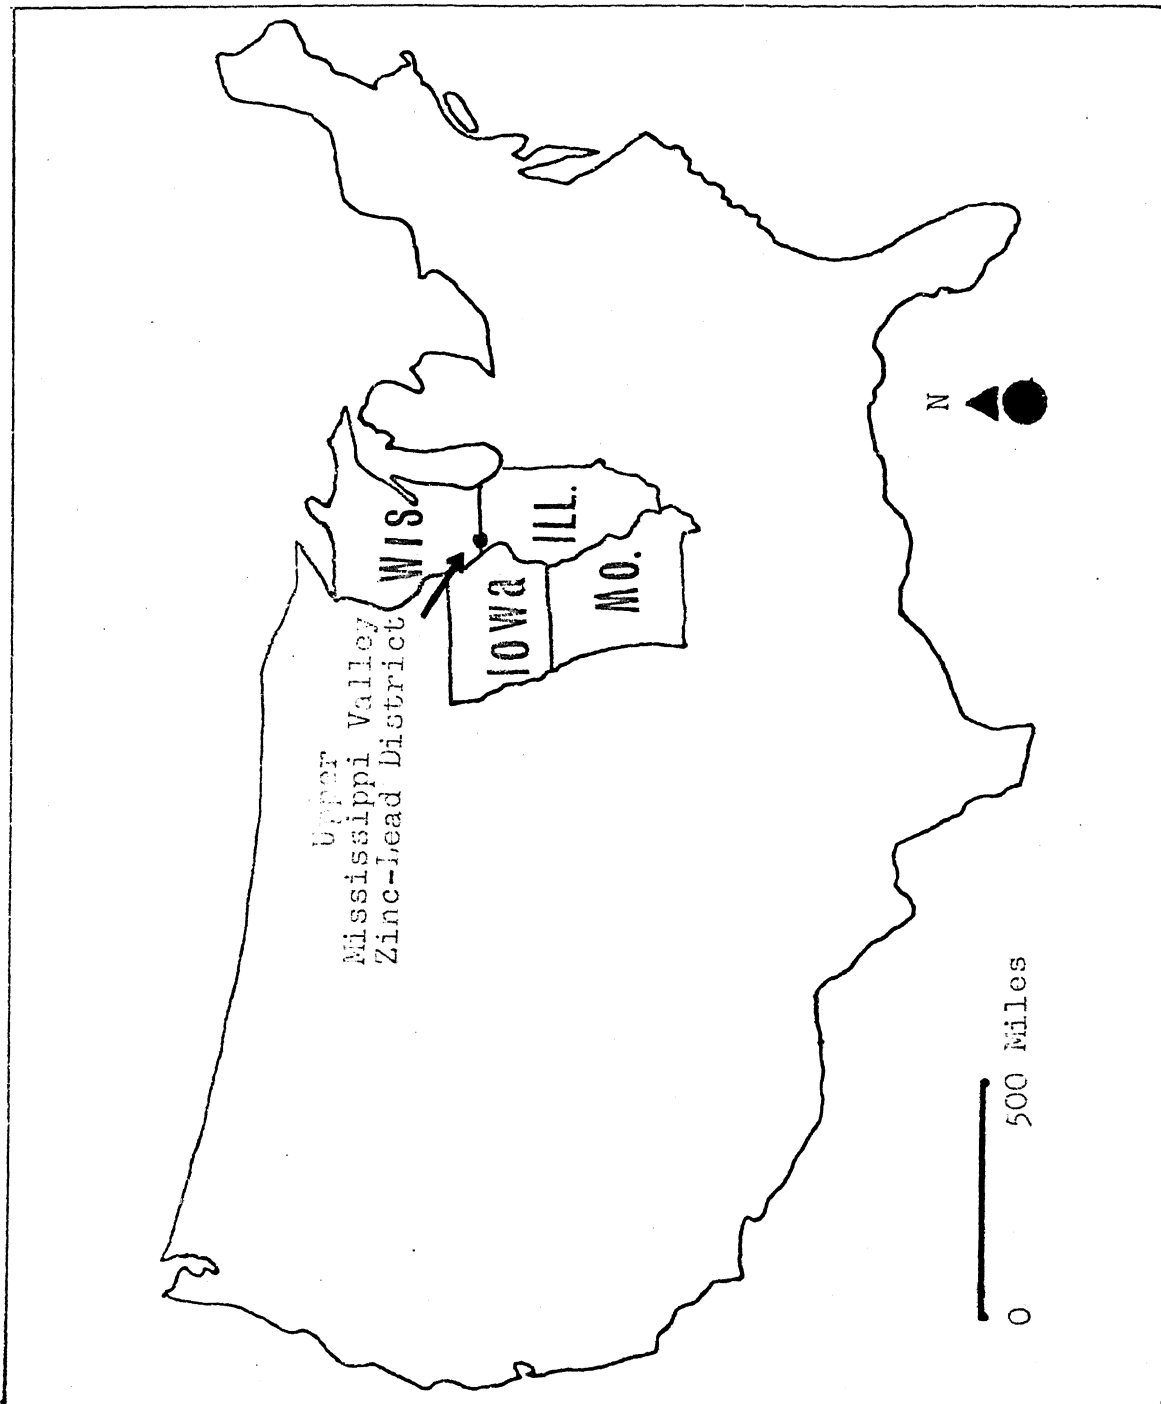 Upper
Mississippi Valley
Zinc-Lead District
WIS.
Iowa
ILL.
Mo.
N
0 500 Miles